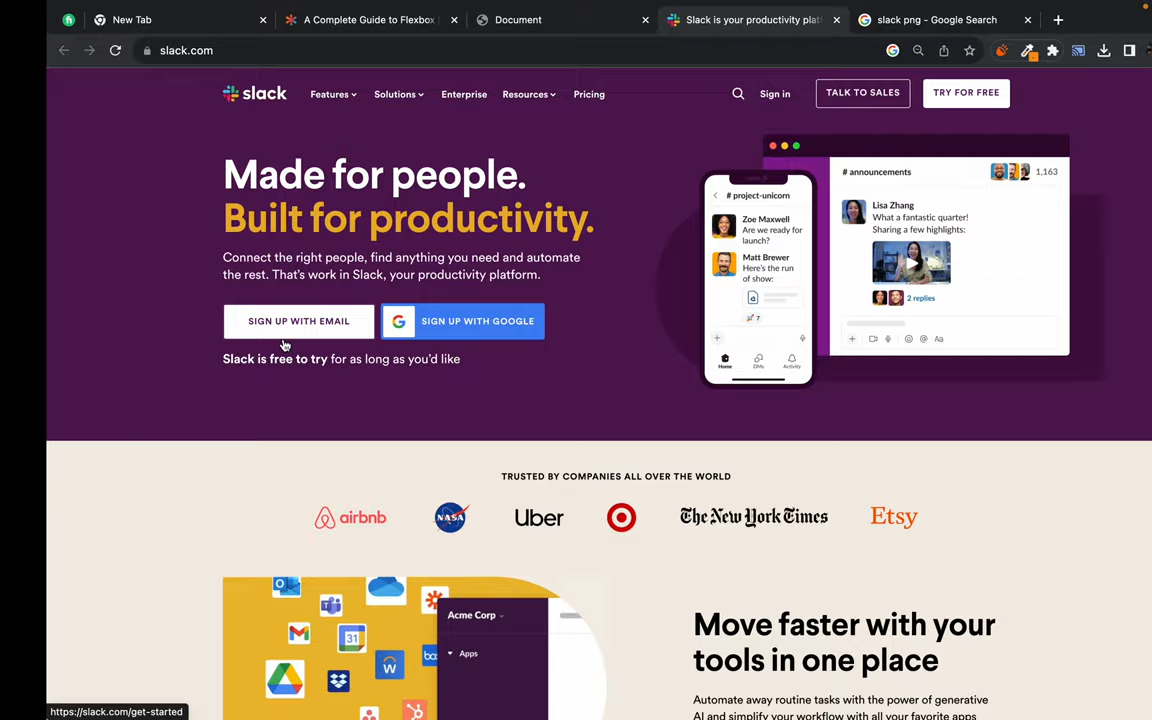 New Tab
A Complete Guide to Flexbox
Document
Slack is your productivity plat
slack png - Google Search
slack.com
slack
Features
Solutions
Enterprise
Resources
Pricing
Sign in
TALK TO SALES
TRY FOR FREE
Made for people.
Built for productivity.
Connect the right people, find anything you need and automate
the rest. That's work in Slack, your productivity platform.
SIGN UP WITH EMAIL
SIGN UP WITH GOOGLE
Slack is free to try for as long as you'd like
# project-unicorn
Zoe Maxwell
Are we ready for
launch?
Matt Brewer
Here's the run
of show:
7
Home
DMs
Activity
# announcements
1,163
Lisa Zhang
What a fantastic quarter!
Sharing a few highlights:
2 replies
Aa
TRUSTED BY COMPANIES ALL OVER THE WORLD
airbnb
NASA
Uber
The New York Times
Etsy
31
W
Acme Corp
Apps
Move faster with your
tools in one place
Automate away routine tasks with the power of generative
AI and simplify your workflow with all your favorite apps
https://slack.com/get-started